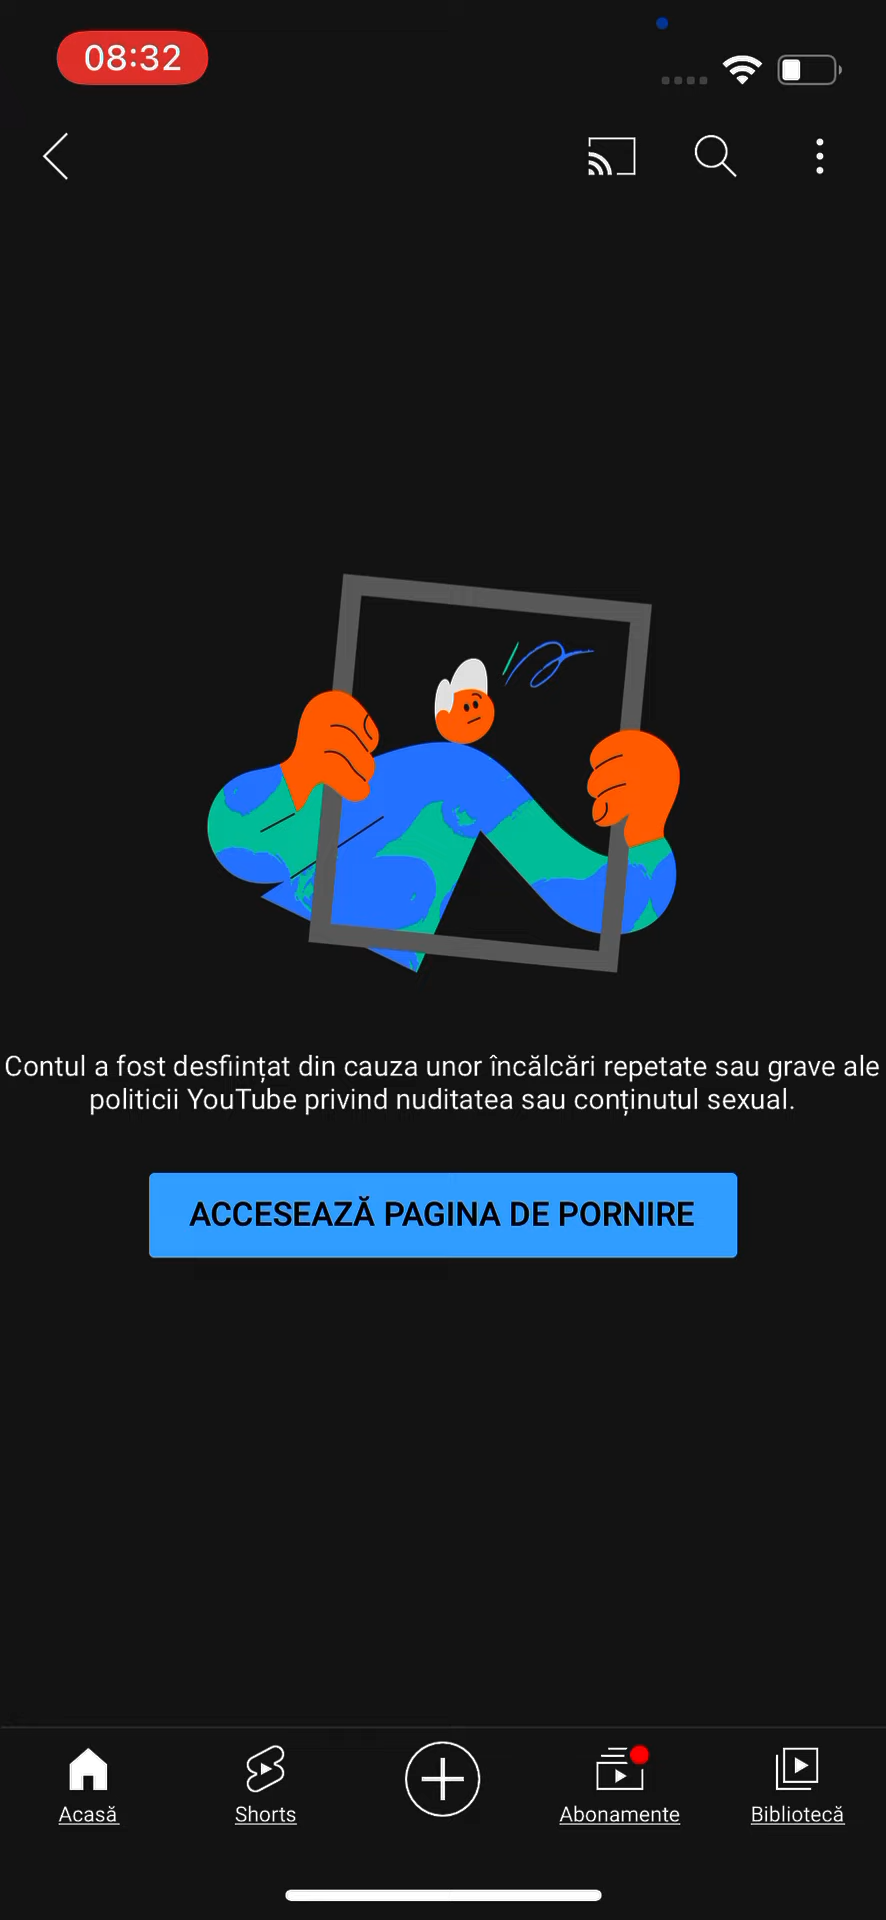 08:32
Contul a fost desființat din cauza unor încălcări repetate sau grave ale
politicii YouTube privind nuditatea sau conținutul sexual.
ACCESEAZĂ PAGINA DE PORNIRE
Acasă
Shorts
Abonamente
Bibliotecă